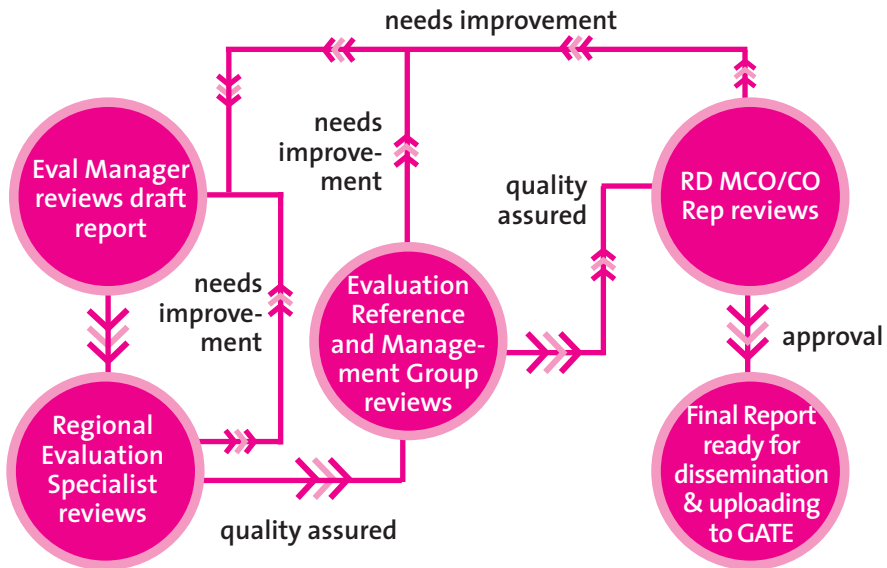 needs improvement
Eval Manager
reviews draft
report
needs
improve-
ment
quality
assured
RD MCO/CO
Rep reviews
needs
improve-
ment
Evaluation
Reference
and Manage-
ment Group
reviews
approval
Regional
Evaluation
Specialist
reviews
quality assured
Final Report
ready for
dissemination
& uploading
to GATE